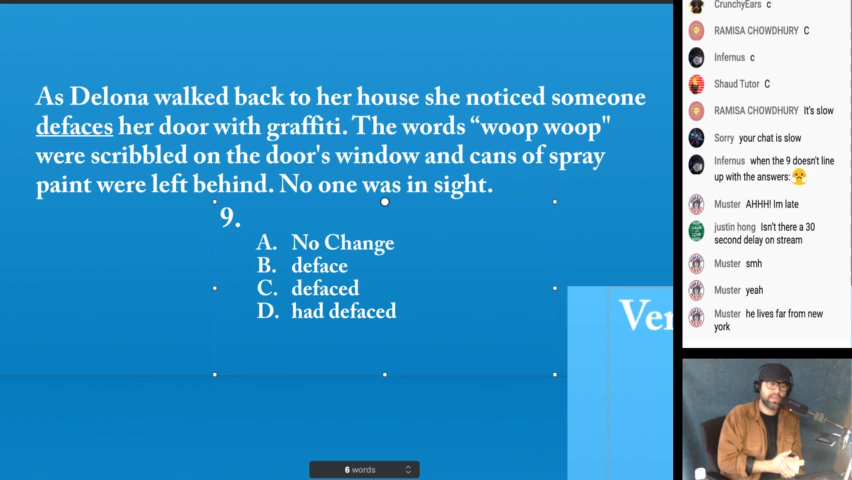 As Delona walked back to her house she noticed someone
defaces her door with graffiti. The words “woop woop"
were scribbled on the door's window and cans of spray
paint were left behind. No one was in sight.
9.
A. No Change
B. deface
C. defaced
D. had defaced
Ver
6 words
CrunchyEars c
RAMISA CHOWDHURY C
Infernus c
Shaud Tutor C
RAMISA CHOWDHURY It's slow
Sorry your chat is slow
Infernus when the 9 doesn't line
up with the answers:
Muster AHHH! Im late
justin hong Isn't there a 30
second delay on stream
Muster smh
Muster yeah
Muster he lives far from new
york